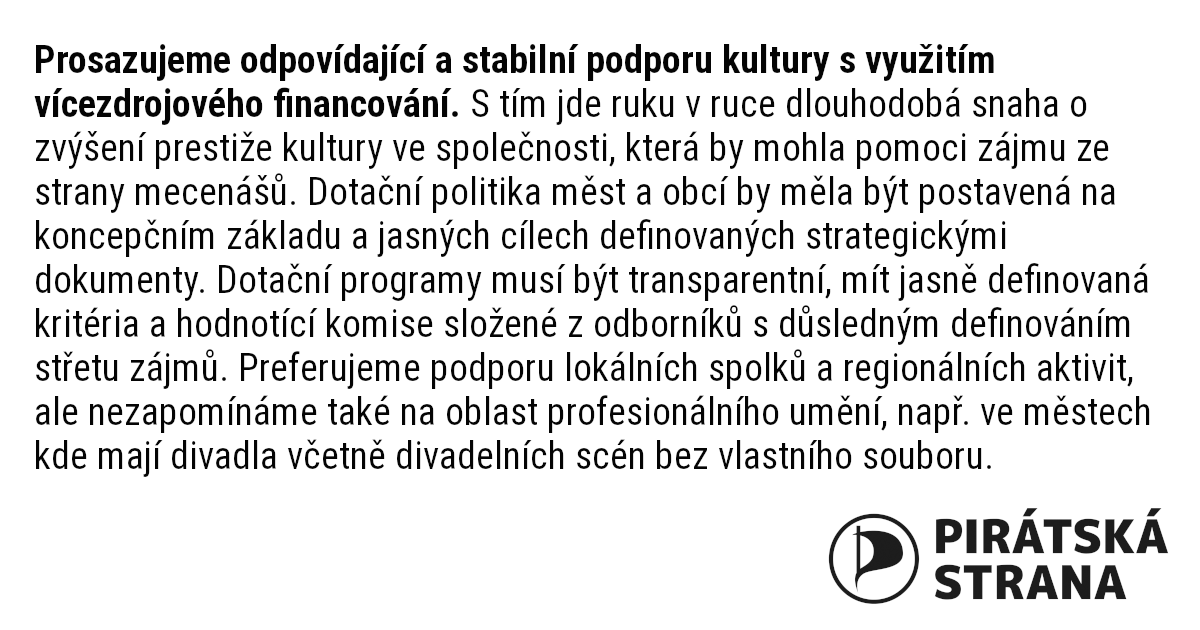 Prosazujeme odpovídající a stabilní podporu kultury s využitím
vícezdrojového financování. S tím jde ruku v ruce dlouhodobá snaha o
zvýšení prestiže kultury ve společnosti, která by mohla pomoci zájmu ze
strany mecenášů. Dotační politika měst a obcí by měla být postavená na
koncepčním základu a jasných cílech definovaných strategickými
dokumenty. Dotační programy musí být transparentní, mít jasně definovaná
kritéria a hodnotící komise složené z odborníků s důsledným definováním
střetu zájmů. Preferujeme podporu lokálních spolků a regionálních aktivit,
ale nezapomínáme také na oblast profesionálního umění, např. ve městech
kde mají divadla včetně divadelních scén bez vlastního souboru.
PIRÁTSKÁ
STRANA